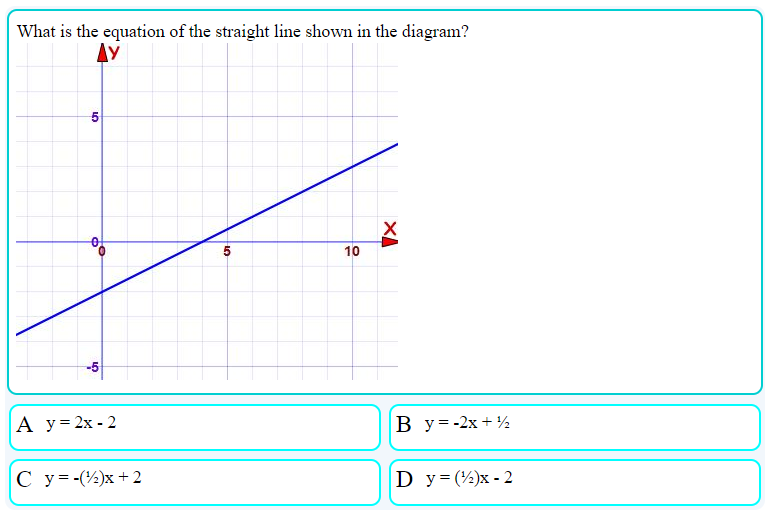 What is the equation of the straight line shown in the diagram?
y
5
x
0
0 5 10
-5
A y = 2x - 2
B y = -2x + ½
C y = -(½)x + 2
D y = (½)x - 2